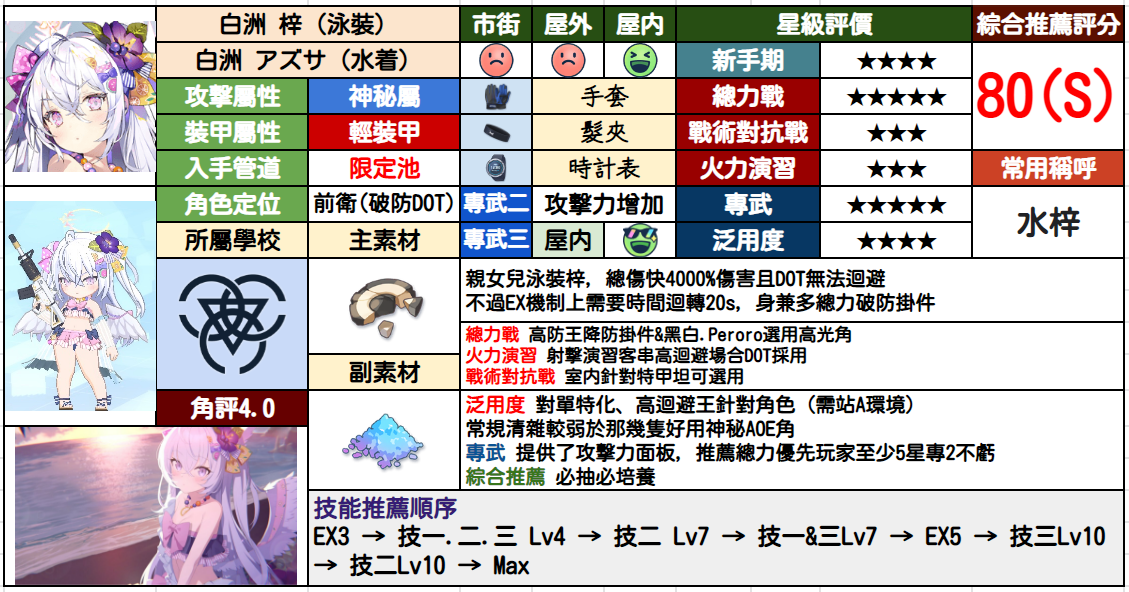 白洲 梓（泳裝）
市街
屋外
屋內
星級評價
綜合推薦評分
白洲 アズサ（水着）
新手期
★★★★
80(S)
攻擊屬性
神秘屬
手套
總力戰
★★★★★
裝甲屬性
輕裝甲
髮夾
戰術對抗戰
★★★
入手管道
限定池
時計表
火力演習
★★★
常用稱呼
角色定位
前衛(破防DOT)
專武二
攻擊力增加
專武
★★★★★
水梓
所屬學校
主素材
專武三
屋內
泛用度
★★★★
親女兒泳裝梓, 總傷快4000%傷害且DOT無法迴避
不過EX機制上需要時間迴轉20s, 身兼多總力破防掛件
總力戰 高防王降防掛件&黑白.Peroro選用高光角
火力演習 射擊演習客串高迴避場合DOT採用
戰術對抗戰 室內針對特甲坦可選用
副素材
角評4.0
泛用度 對單特化、高迴避王針對角色（需站A環境）
常規清雜較弱於那幾隻好用神秘AOE角
專武 提供了攻擊力面板, 推薦總力優先玩家至少5星專2不虧
綜合推薦 必抽必培養
技能推薦順序
EX3 → 技一.二.三 Lv4 → 技二 Lv7 → 技一&三Lv7 → EX5 → 技三Lv10
→ 技二Lv10 → Max